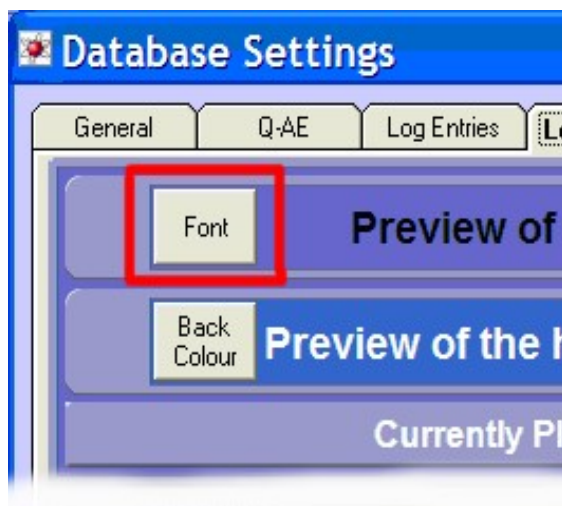 Database Settings
General Q-AE Log Entries
Font Preview of
Back
Colour
Preview of the
Currently